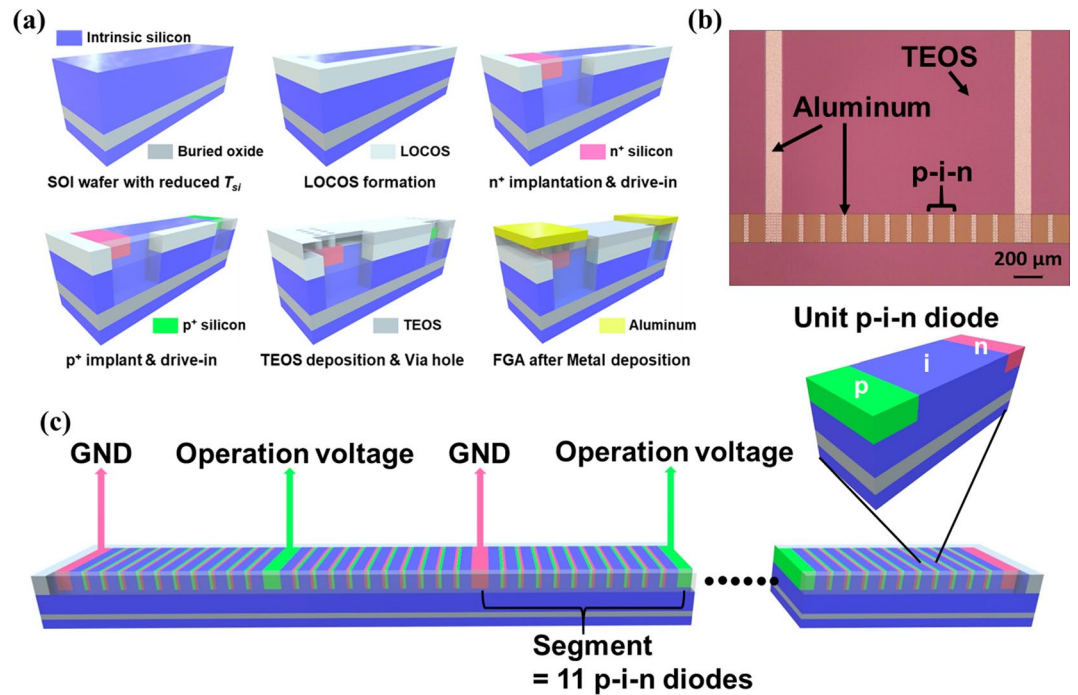 (a)
Intrinsic silicon
Buried oxide
SOI wafer with reduced Tsi
LOCOS
LOCOS formation
n+ silicon
n+ implantation & drive-in
p+ silicon
p+ implant & drive-in
TEOS
TEOS deposition & Via hole
Aluminum
FGA after Metal deposition
(b)
TEOS
Aluminum
p-i-n
200 μm
Unit p-i-n diode
p
i
n
(c)
GND
Operation voltage
GND
Operation voltage
Segment
= 11 p-i-n diodes